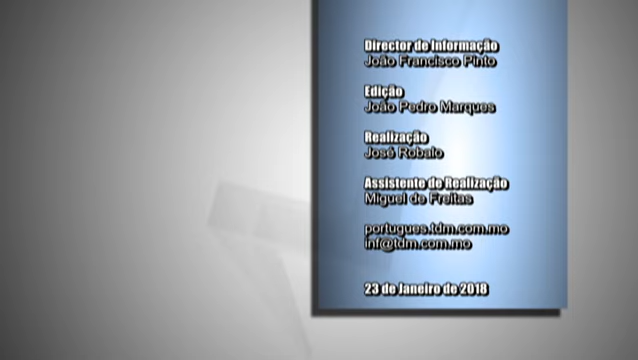 Director de Informação
João Francisco Pinto
Edição
João Pedro Marques
Realização
José Robalo
Assistente de Realização
Miguel de Freitas
portugues.tdm.com.mo
inf@tdm.com.mo
23 de Janeiro de 2018